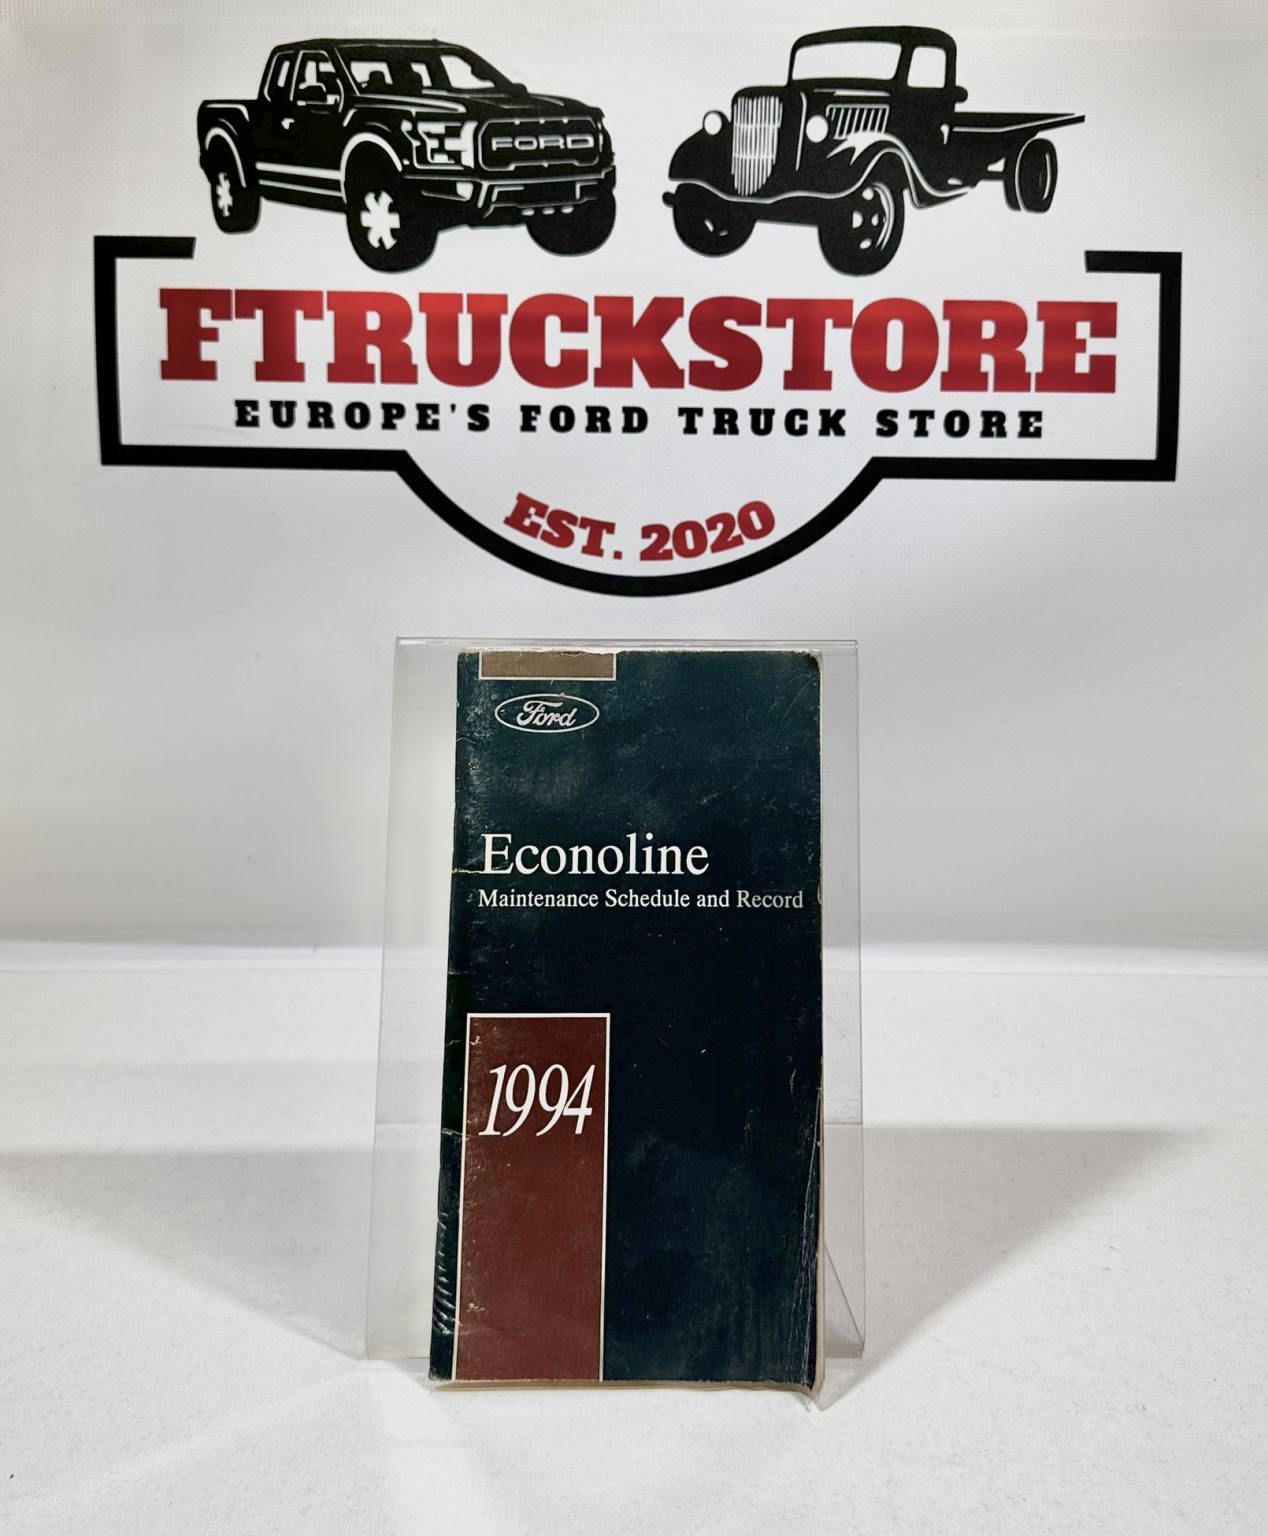 FORD
FTRUCKSTORE
EUROPE'S FORD TRUCK STORE
EST. 2020
Ford
Econoline
Maintenance Schedule and Record
1994